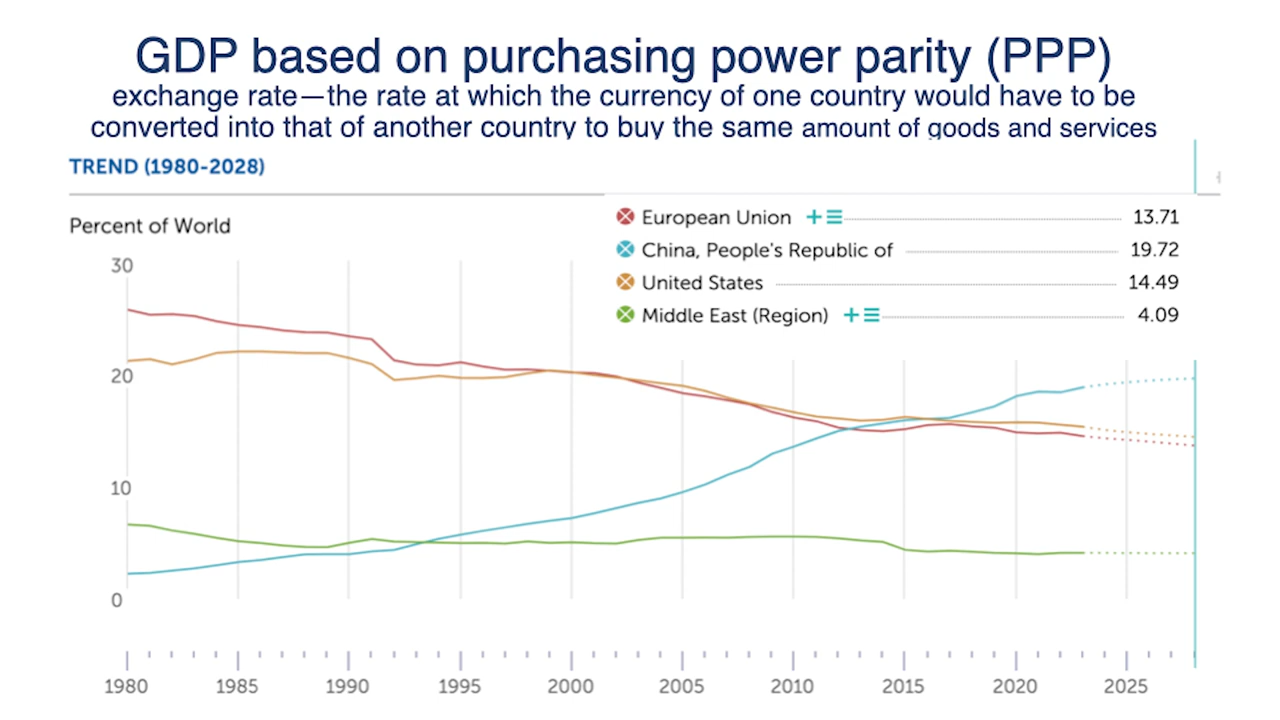 GDP based on purchasing power parity (PPP)
exchange rate—the rate at which the currency of one country would have to be
converted into that of another country to buy the same amount of goods and services
TREND (1980-2028)
Percent of World
European Union 13.71
China, People's Republic of 19.72
United States 14.49
Middle East (Region) 4.09
30
20
10
0
1980 1985 1990 1995 2000 2005 2010 2015 2020 2025